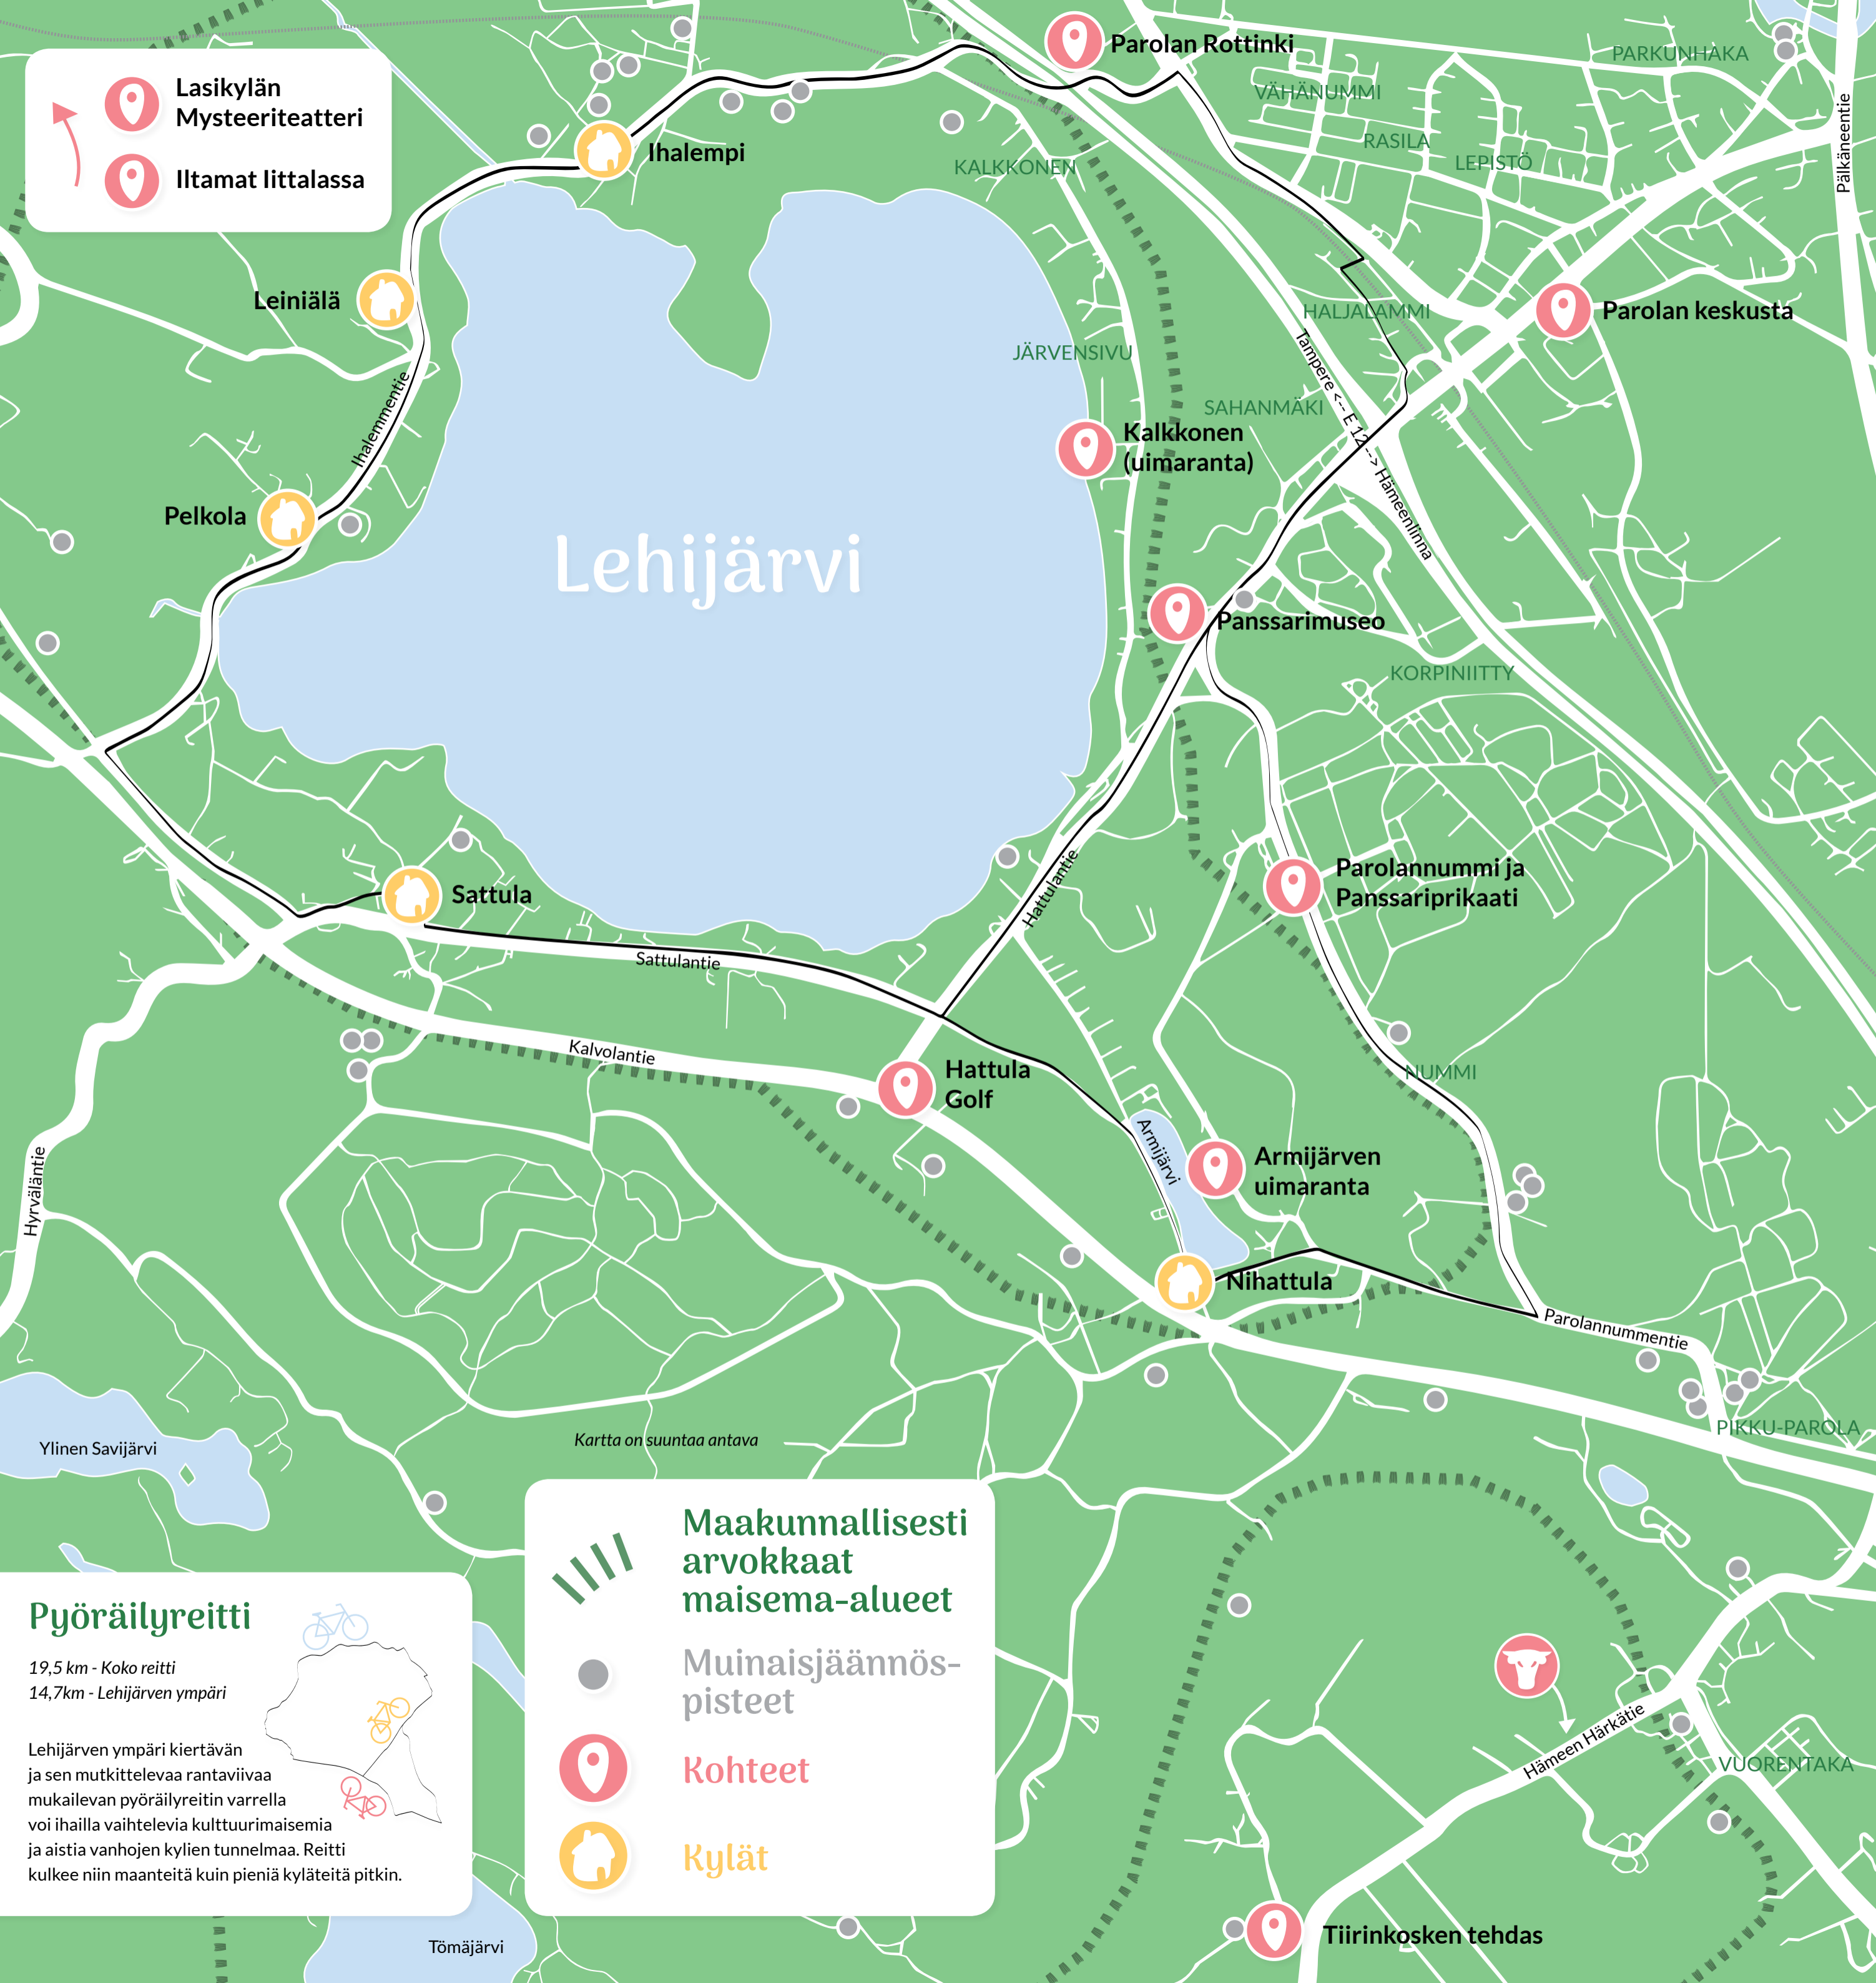 Lasikylän
Mysteeriteatteri
Iltamat Iittalassa
Parolan Rottinki
PARKUNHAKA
VÄHÄNUMMI
RASILA
LEPISTÖ
Pälkäneentie
Ihalempi
KALKKONEN
Leiniälä
HALJALAMMI
Parolan keskusta
JÄRVENSIVU
Tampere <-- E 12 --> Hämeenlinna
Ihalemmentie
SAHANMÄKI
Kalkkonen
(uimaranta)
Pelkola
Lehijärvi
Panssarimuseo
KORPINIITTY
Sattula
Hattulantie
Parolannummi ja
Panssariprikaati
Sattulantie
Kalvolantie
Hattula
Golf
NUMMI
Armijärvi
Armijärven
uimaranta
Hyrväläntie
Nihattula
Parolannummentie
PIKKU-PAROLA
Ylinen Savijärvi
Kartta on suuntaa antava
Maakunnallisesti
arvokkaat
maisema-alueet
Muinaisjäännös-
pisteet
Kohteet
Kylät
Pyöräilyreitti
19,5 km - Koko reitti
14,7km - Lehijärven ympäri
Lehijärven ympäri kiertävän
ja sen mutkittelevaa rantaviivaa
mukailevan pyöräilyreitin varrella
voi ihailla vaihtelevia kulttuurimaisemia
ja aistia vanhojen kylien tunnelmaa. Reitti
kulkee niin maanteitä kuin pieniä kyläteitä pitkin.
Hämeen Härkätie
VUORENTAKA
Tömäjärvi
Tiirinkosken tehdas